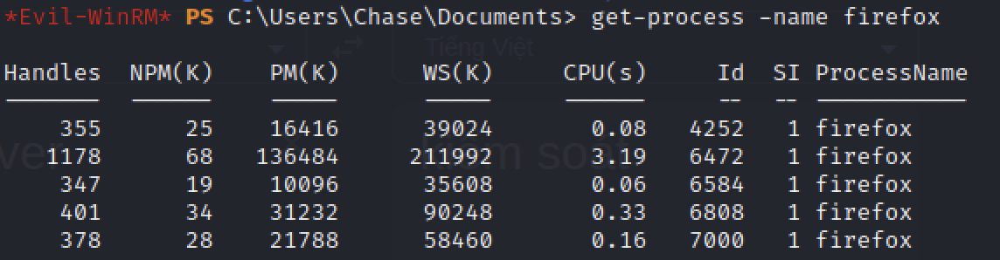 *Evil-WinRM* PS C:\Users\Chase\Documents> get-process -name firefox
Tiếng Việt
Handles  NPM(K)    PM(K)      WS(K)     CPU(s)     Id  SI ProcessName
-------  ------    -----      -----     ------     --  -- -----------
    355      25    16416      39024       0.08   4252   1 firefox
   1178      68   136484     211992       3.19   6472   1 firefox
    347      19    10096      35608       0.06   6584   1 firefox
    401      34    31232      90248       0.33   6808   1 firefox
    378      28    21788      58460       0.16   7000   1 firefox